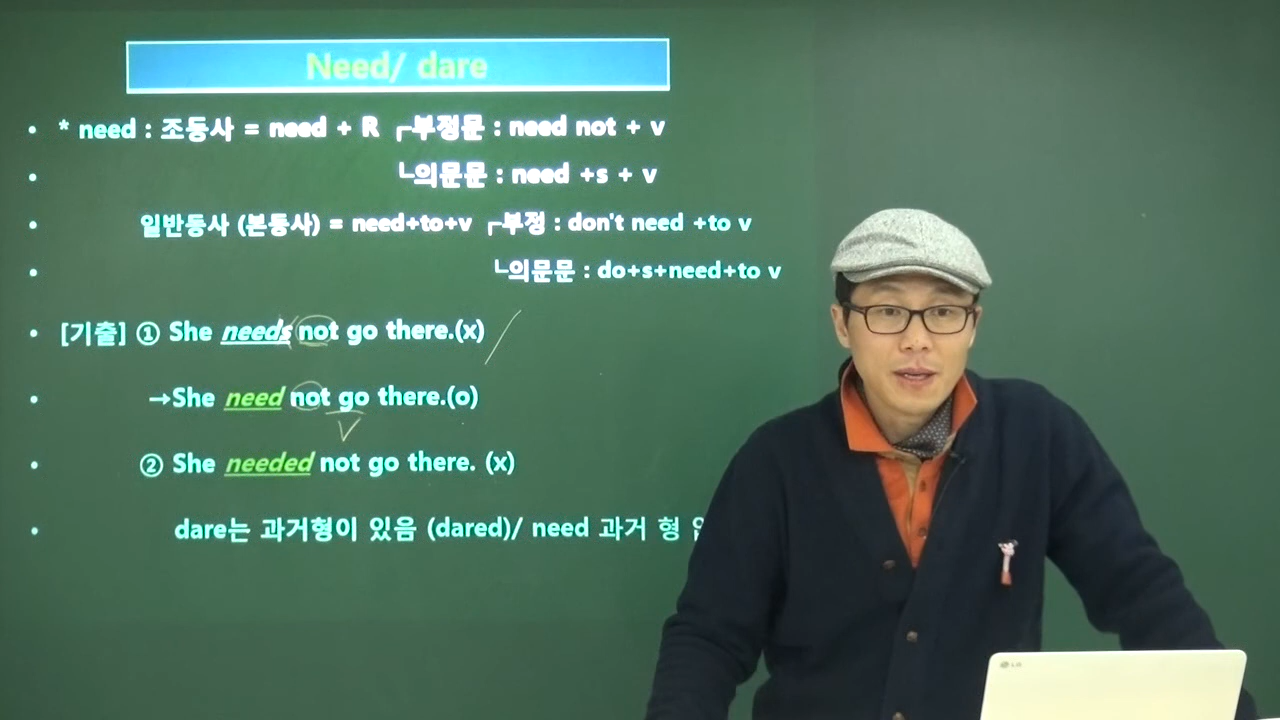 Need/ dare
• * need : 조동사 = need + R ┌부정문 : need not + v
• └의문문 : need +s + v
• 일반동사 (본동사) = need+to+v ┌부정 : don't need +to v
• └의문문 : do+s+need+to v
• [기출] ① She needs not go there.(x)
• →She need not go there.(o)
v
• ② She needed not go there. (x)
• dare는 과거형이 있음 (dared)/ need 과거 형
LG